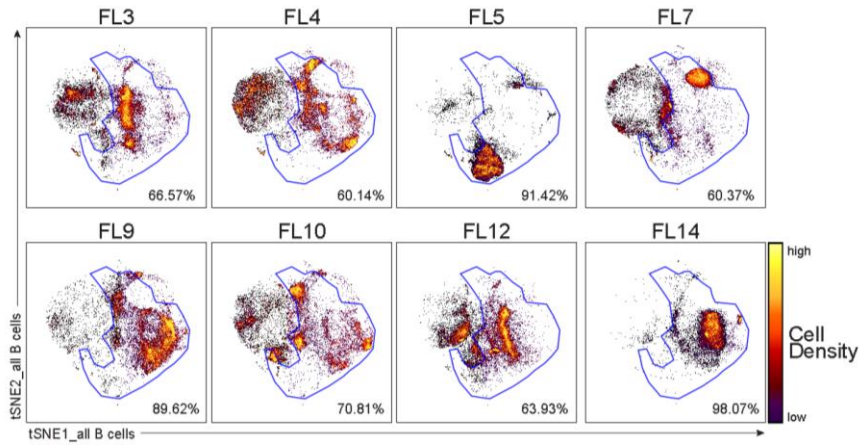 FL3
FL4
FL5
FL7
66.57%
60.14%
91.42%
60.37%
FL9
FL10
FL12
FL14
89.62%
70.81%
63.93%
98.07%
high
Cell
Density
low
tSNE2_all B cells
tSNE1_all B cells